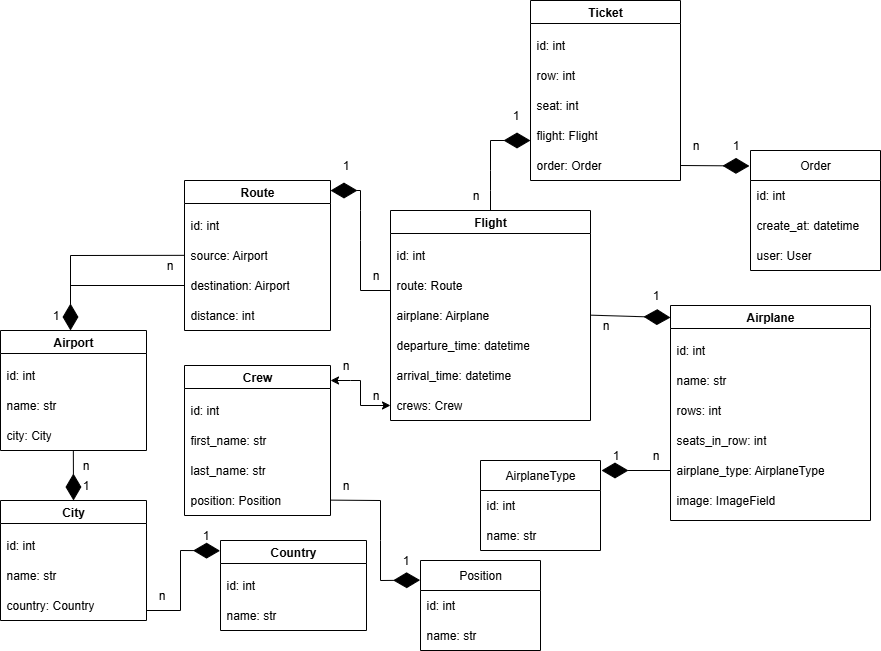 Ticket
id: int
row: int
seat: int
flight: Flight
order: Order
1
n
n
1
Order
id: int
create_at: datetime
user: User
1
Route
id: int
source: Airport
destination: Airport
distance: int
n
1
n
Flight
id: int
route: Route
airplane: Airplane
departure_time: datetime
arrival_time: datetime
crews: Crew
n
1
Airplane
id: int
name: str
rows: int
seats_in_row: int
airplane_type: AirplaneType
image: ImageField
Airport
id: int
name: str
city: City
n
1
Crew
id: int
first_name: str
last_name: str
position: Position
n
n
n
1
n
AirplaneType
id: int
name: str
City
id: int
name: str
country: Country
n
1
Country
id: int
name: str
1
Position
id: int
name: str